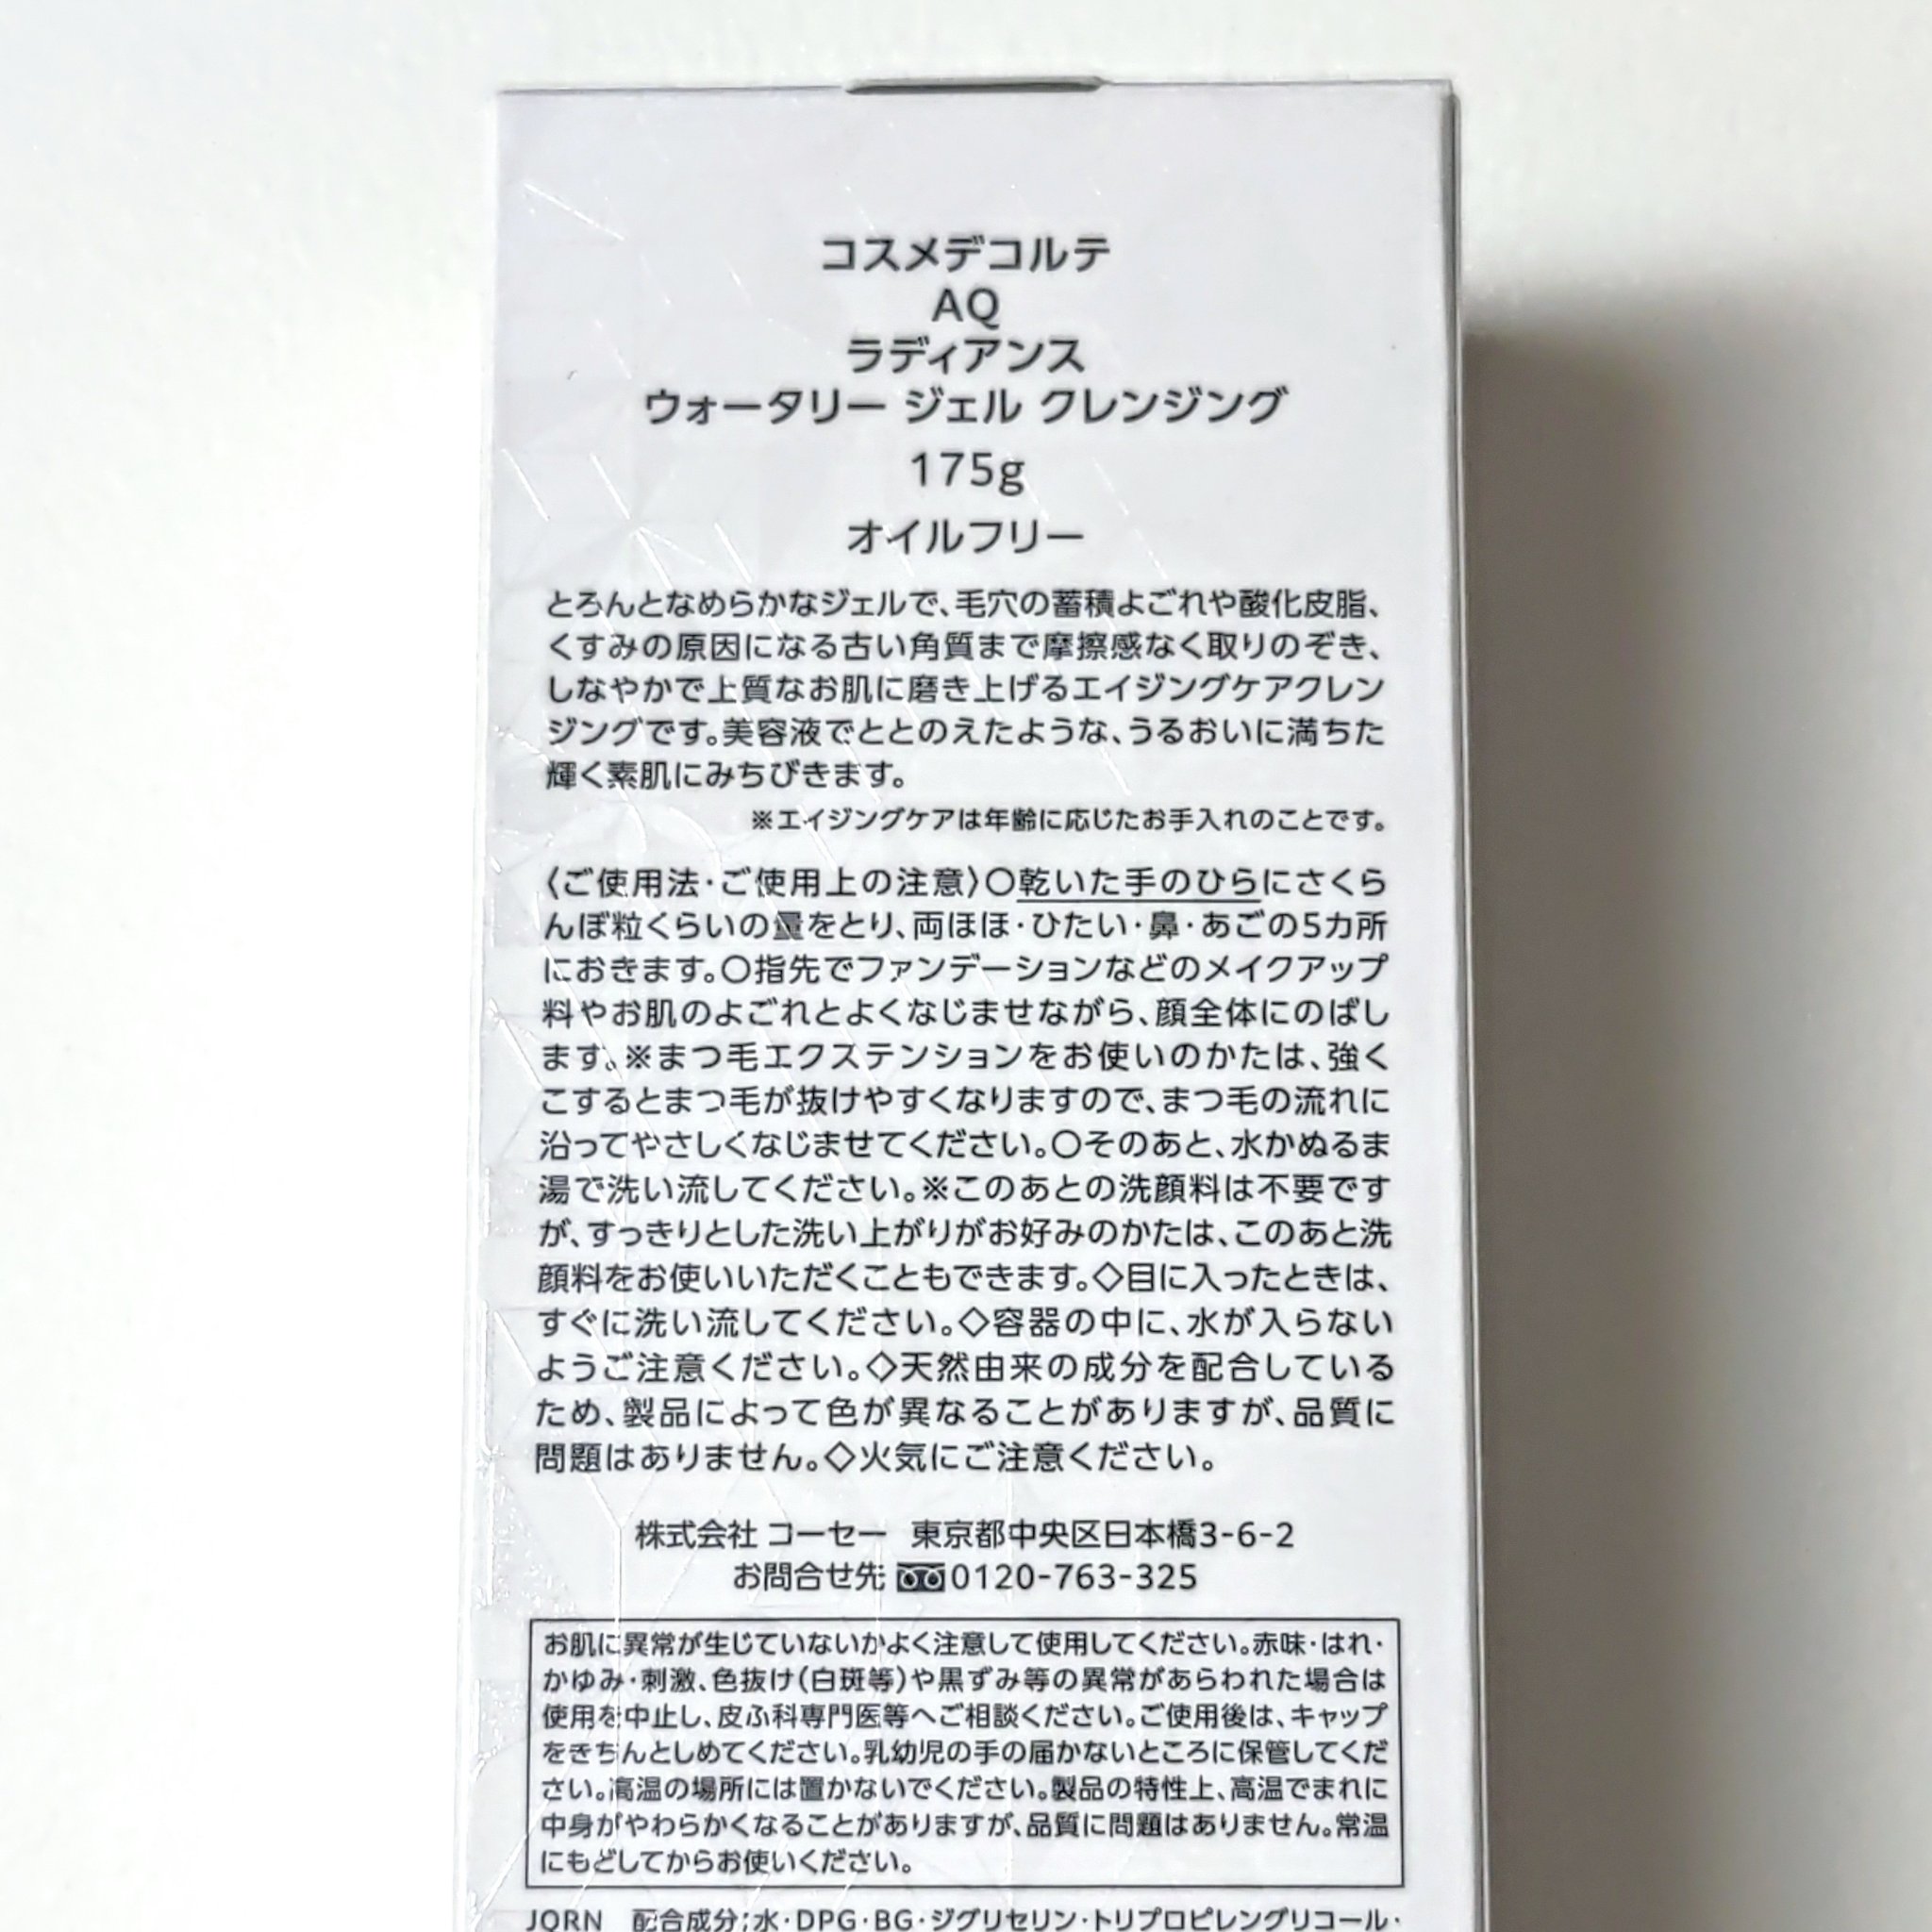 コスメデコルテ
AQ
ラディアンス
ウォータリー ジェル クレンジング
175g
オイルフリー
とろんとなめらかなジェルで、毛穴の蓄積よごれや酸化皮脂、
くすみの原因になる古い角質まで摩擦感なく取りのぞき、
しなやかで上質なお肌に磨き上げるエイジングケアクレン
ジングです。美容液でととのえたような、うるおいに満ちた
輝く素肌にみちびきます。
※エイジングケアは年齢に応じたお手入れのことです。
〈ご使用法・ご使用上の注意〉〇乾いた手のひらにさくら
んぼ粒くらいの量をとり、両ほほ・ひたい・鼻・あごの5カ所
におきます。〇指先でファンデーションなどのメイクアップ
料やお肌のよごれとよくなじませながら、顔全体にのばし
ます。※まつ毛エクステンションをお使いのかたは、強く
こするとまつ毛が抜けやすくなりますので、まつ毛の流れに
沿ってやさしくなじませてください。〇そのあと、水かぬるま
湯で洗い流してください。※このあとの洗顔料は不要です
が、すっきりとした洗い上がりがお好みのかたは、このあと洗
顔料をお使いいただくこともできます。◇目に入ったときは、
すぐに洗い流してください。◇容器の中に、水が入らない
ようご注意ください。◇天然由来の成分を配合している
ため、製品によって色が異なることがありますが、品質に
問題はありません。◇火気にご注意ください。
株式会社 コーセー 東京都中央区日本橋3-6-2
お問合せ先 0120-763-325
お肌に異常が生じていないかよく注意して使用してください。赤味・はれ・
かゆみ・刺激、色抜け(白斑等)や黒ずみ等の異常があらわれた場合は
使用を中止し、皮ふ科専門医等へご相談ください。ご使用後は、キャップ
をきちんとしめてください。乳幼児の手の届かないところに保管してくだ
さい。高温の場所には置かないでください。製品の特性上、高温でまれに
中身がやわらかくなることがありますが、品質に問題はありません。常温
にもどしてからお使いください。
JQRN 配合成分:水・DPG・BG・ジグリセリン・トリプロピレングリコール・